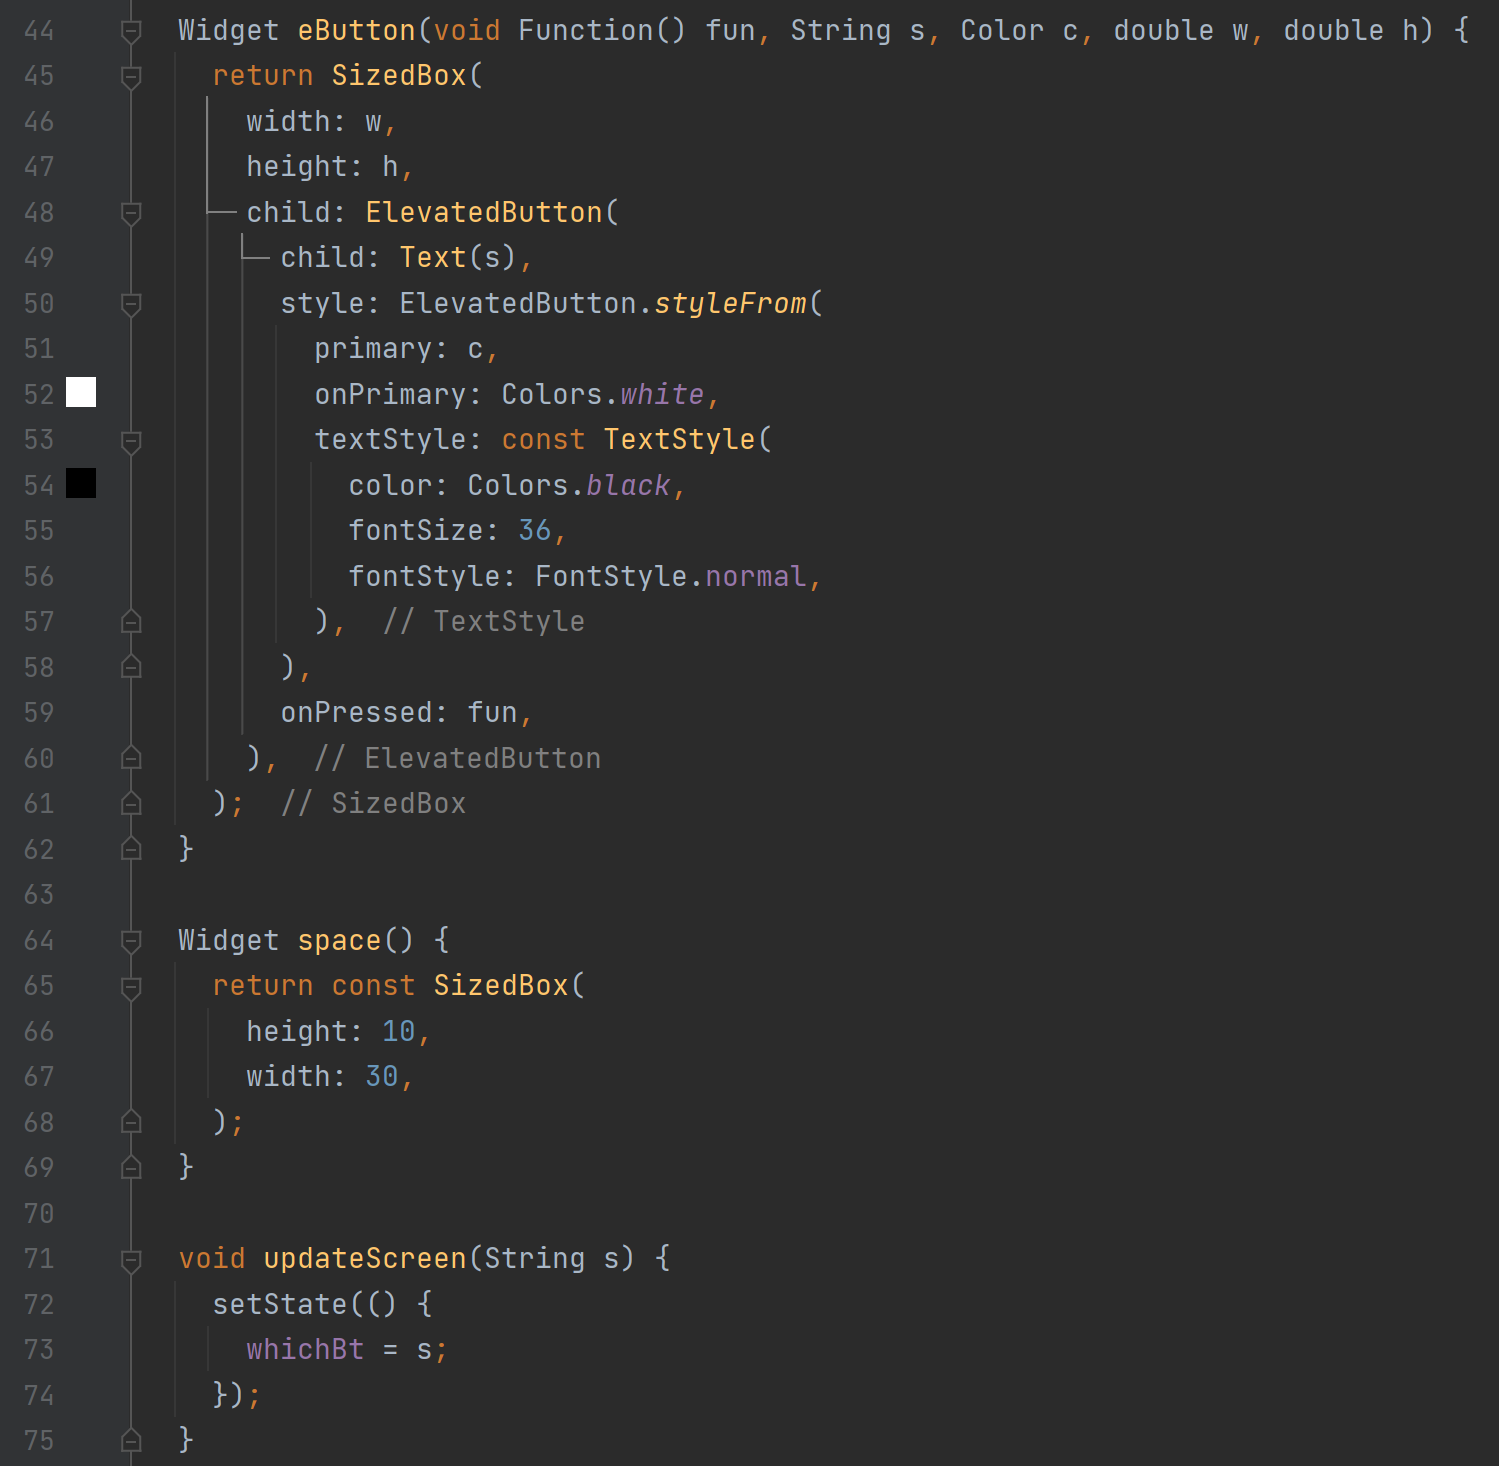 44 Widget eButton(void Function() fun, String s, Color c, double w, double h) {
45   return SizedBox(
46     width: w,
47     height: h,
48     child: ElevatedButton(
49       child: Text(s),
50       style: ElevatedButton.styleFrom(
51         primary: c,
52         onPrimary: Colors.white,
53         textStyle: const TextStyle(
54           color: Colors.black,
55           fontSize: 36,
56           fontStyle: FontStyle.normal,
57         ),  // TextStyle
58       ),
59       onPressed: fun,
60     ),  // ElevatedButton
61   );  // SizedBox
62 }
63
64 Widget space() {
65   return const SizedBox(
66     height: 10,
67     width: 30,
68   );
69 }
70
71 void updateScreen(String s) {
72   setState(() {
73     whichBt = s;
74   });
75 }